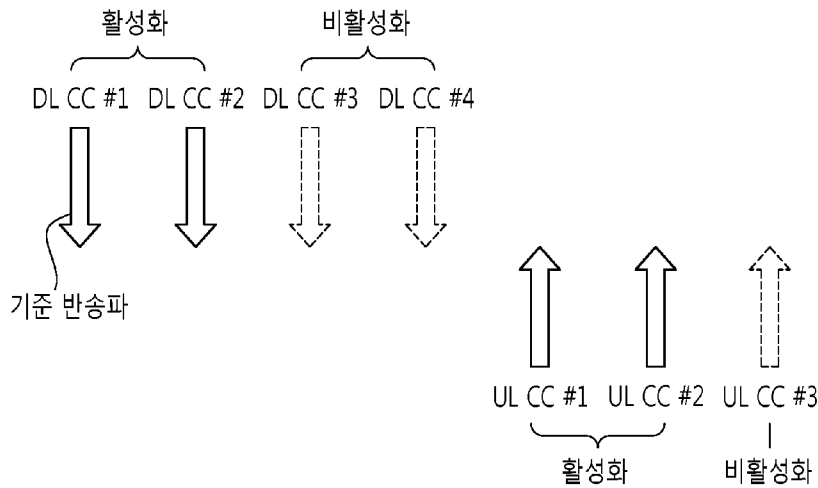 활성화 비활성화
DL CC #1 DL CC #2 DL CC #3 DL CC #4
기준 반송파
UL CC #1 UL CC #2 UL CC #3
활성화 비활성화